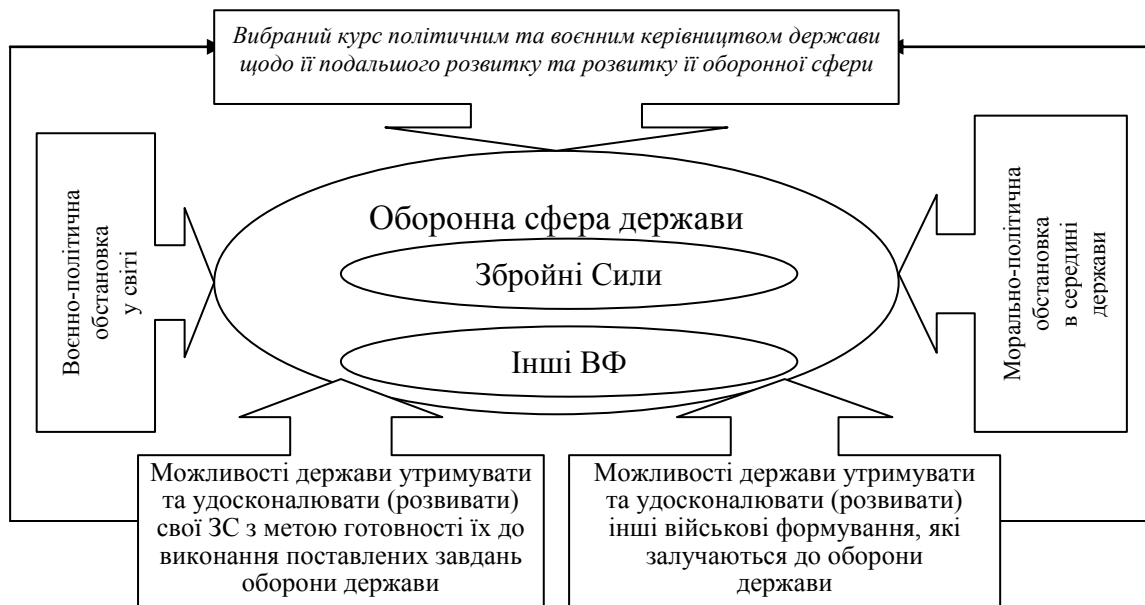 Вибраний курс політичним та воєнним керівництвом держави
щодо її подальшого розвитку та розвитку її оборонної сфери
Воєнно-політична
обстановка
у світі
Оборонна сфера держави
Збройні Сили
Інші ВФ
Морально-політична
обстановка
в середині
держави
Можливості держави утримувати
та удосконалювати (розвивати)
свої ЗС з метою готовності їх до
виконання поставлених завдань
оборони держави
Можливості держави утримувати
та удосконалювати (розвивати)
інші військові формування, які
залучаються до оборони
держави